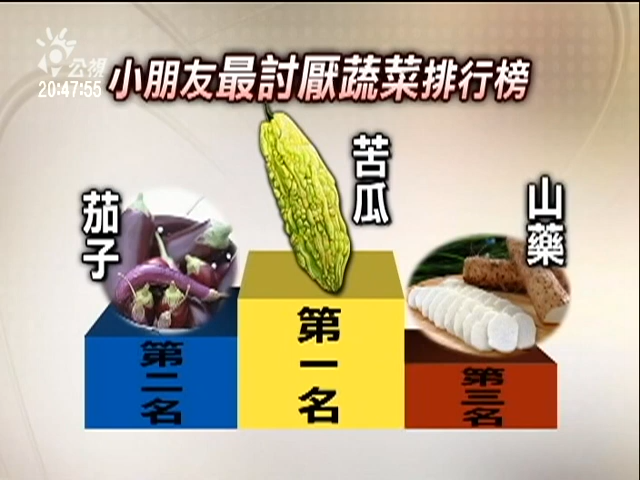 公視
20:47:55
小朋友最討厭蔬菜排行榜
苦瓜
茄子
山藥
第一名
第二名
第三名